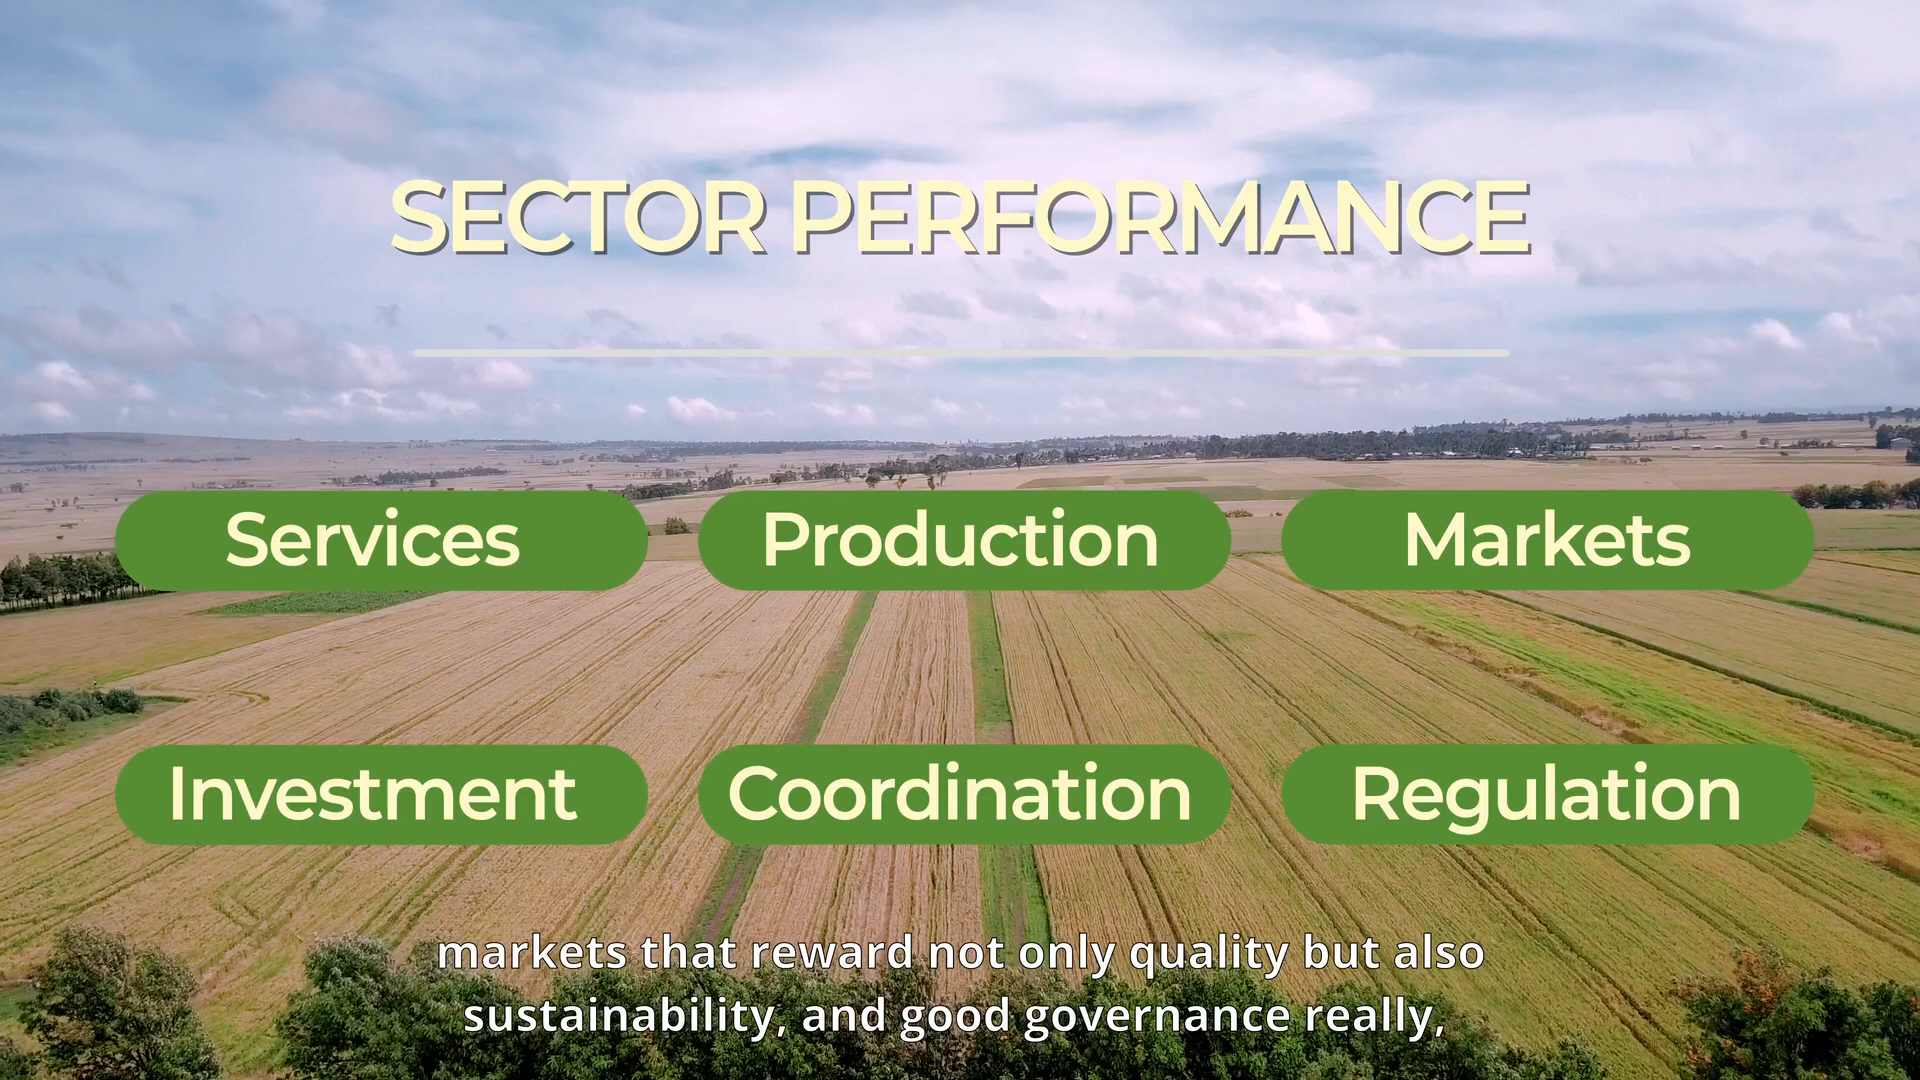 SECTOR PERFORMANCE
Services
Production
Markets
Investment
Coordination
Regulation
markets that reward not only quality but also
sustainability, and good governance really,